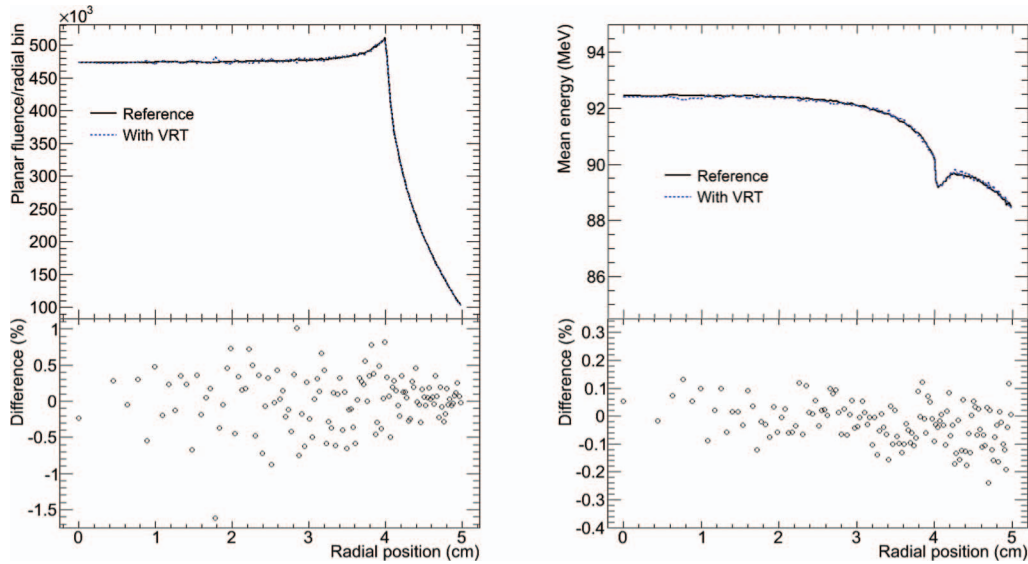 ×10³
Planar fluence/radial bin
500
450
400
350
300
250
200
150
100
Reference
With VRT
Difference (%)
1
0.5
0
-0.5
-1
-1.5
0 1 2 3 4 5
Radial position (cm)
Mean energy (MeV)
94
92
90
88
86
Reference
With VRT
Difference (%)
0.3
0.2
0.1
0
-0.1
-0.2
-0.3
-0.4
0 1 2 3 4 5
Radial position (cm)